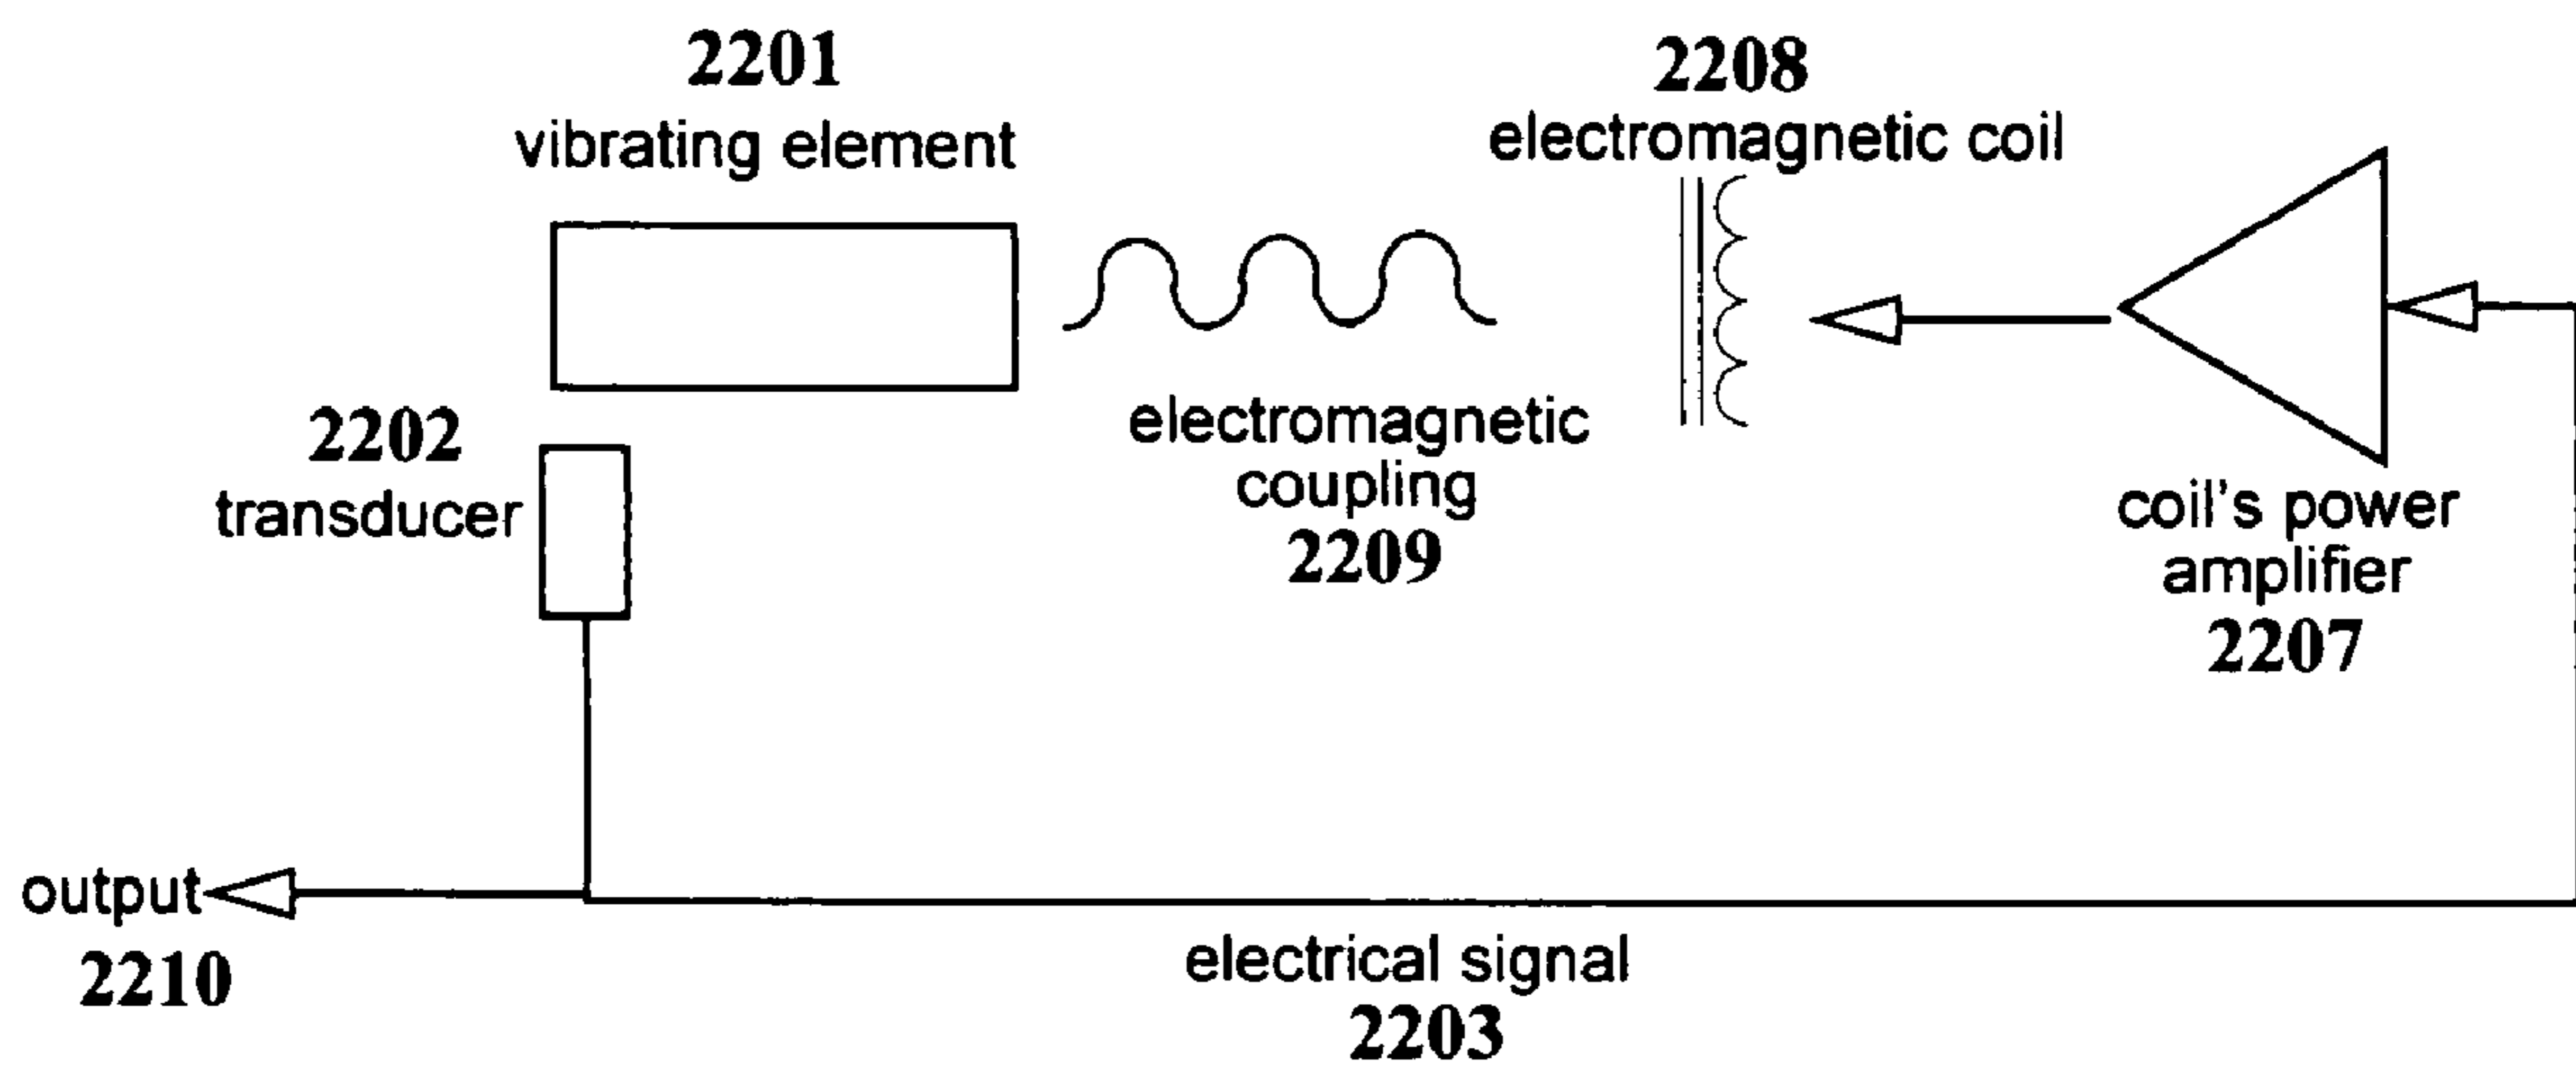 2201
vibrating element
2208
electromagnetic coil
2202
transducer
electromagnetic
coupling
2209
coil's power
amplifier
2207
output
2210
electrical signal
2203